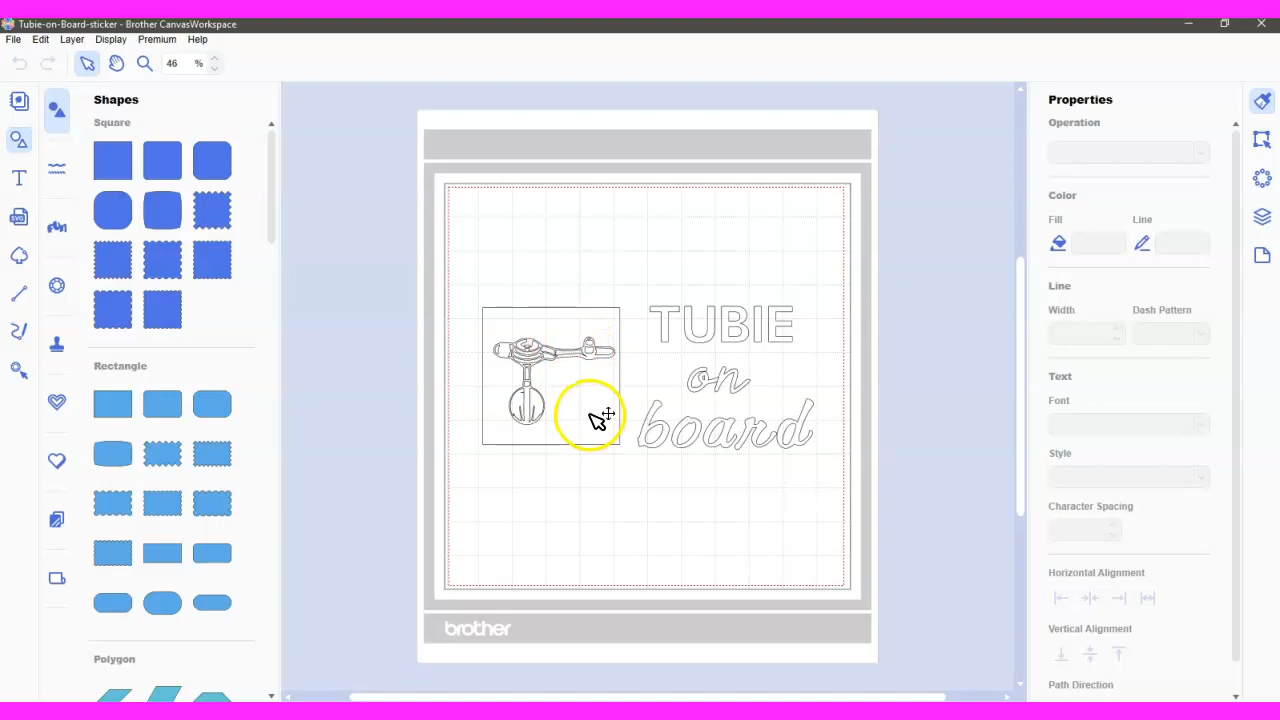 Tubie-on-Board-sticker - Brother CanvasWorkspace
File Edit Layer Display Premium Help
46 %
Shapes
Square
Rectangle
Polygon
TUBIE
on
board
brother
Properties
Operation
Color
Fill Line
Line
Width Dash Pattern
Text
Font
Style
Character Spacing
Horizontal Alignment
Vertical Alignment
Path Direction